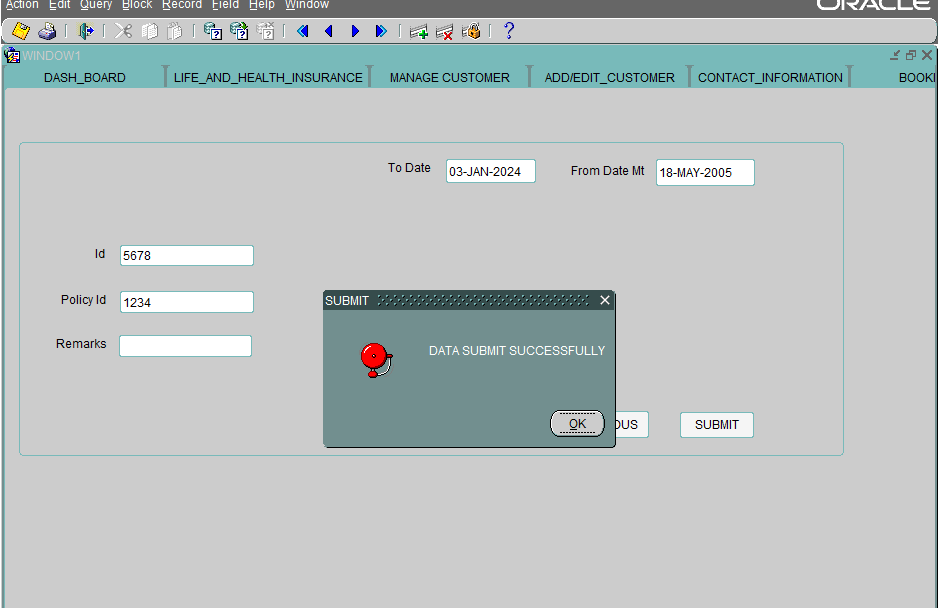 Action Edit Query Block Record Field Help Window
ORACLE
WINDOW1
DASH_BOARD LIFE_AND_HEALTH_INSURANCE MANAGE CUSTOMER ADD/EDIT_CUSTOMER CONTACT_INFORMATION BOOKI
To Date 03-JAN-2024 From Date Mt 18-MAY-2005
Id 5678
Policy Id 1234
Remarks
SUBMIT
DATA SUBMIT SUCCESSFULLY
OK
OUS SUBMIT